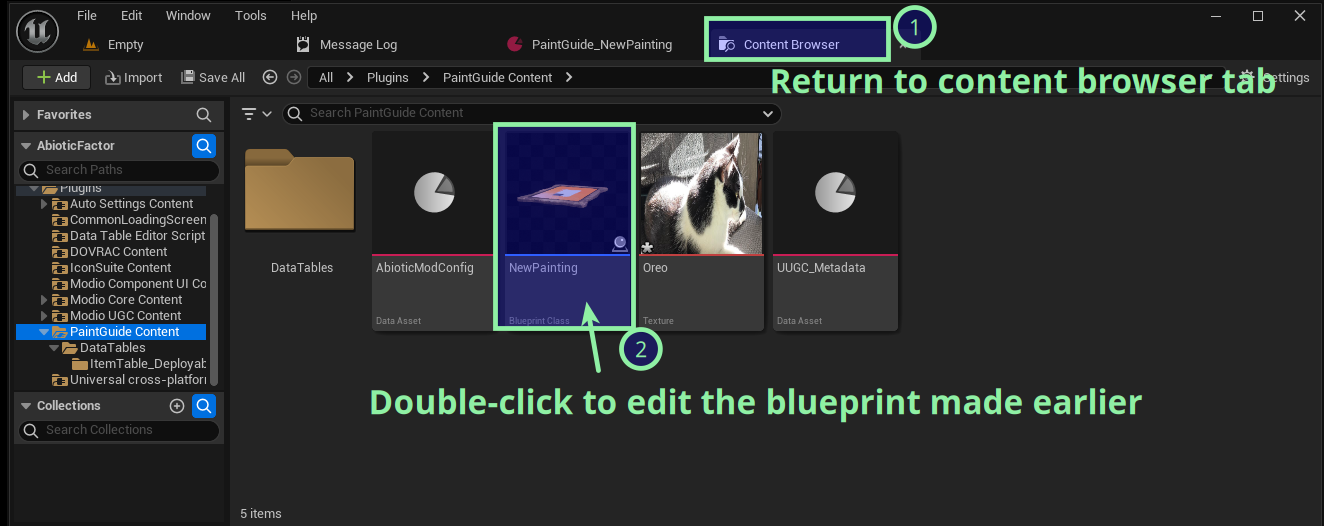 File Edit Window Tools Help
Empty Message Log PaintGuide_NewPainting Content Browser
1
Add Import Save All All Plugins PaintGuide Content
Settings
Return to content browser tab
Favorites
Search PaintGuide Content
AbioticFactor
Search Paths
Plugins
Auto Settings Content
CommonLoadingScreen
Data Table Editor Script
DOVRAC Content
IconSuite Content
Modio Component UI Co
Modio Core Content
Modio UGC Content
PaintGuide Content
DataTables
ItemTable_Deployab
Universal cross-platforr
Collections
Search Collections
DataTables
AbioticModConfig
Data Asset
NewPainting
Blueprint Class
Oreo
Texture
UUGC_Metadata
Data Asset
2
Double-click to edit the blueprint made earlier
5 items